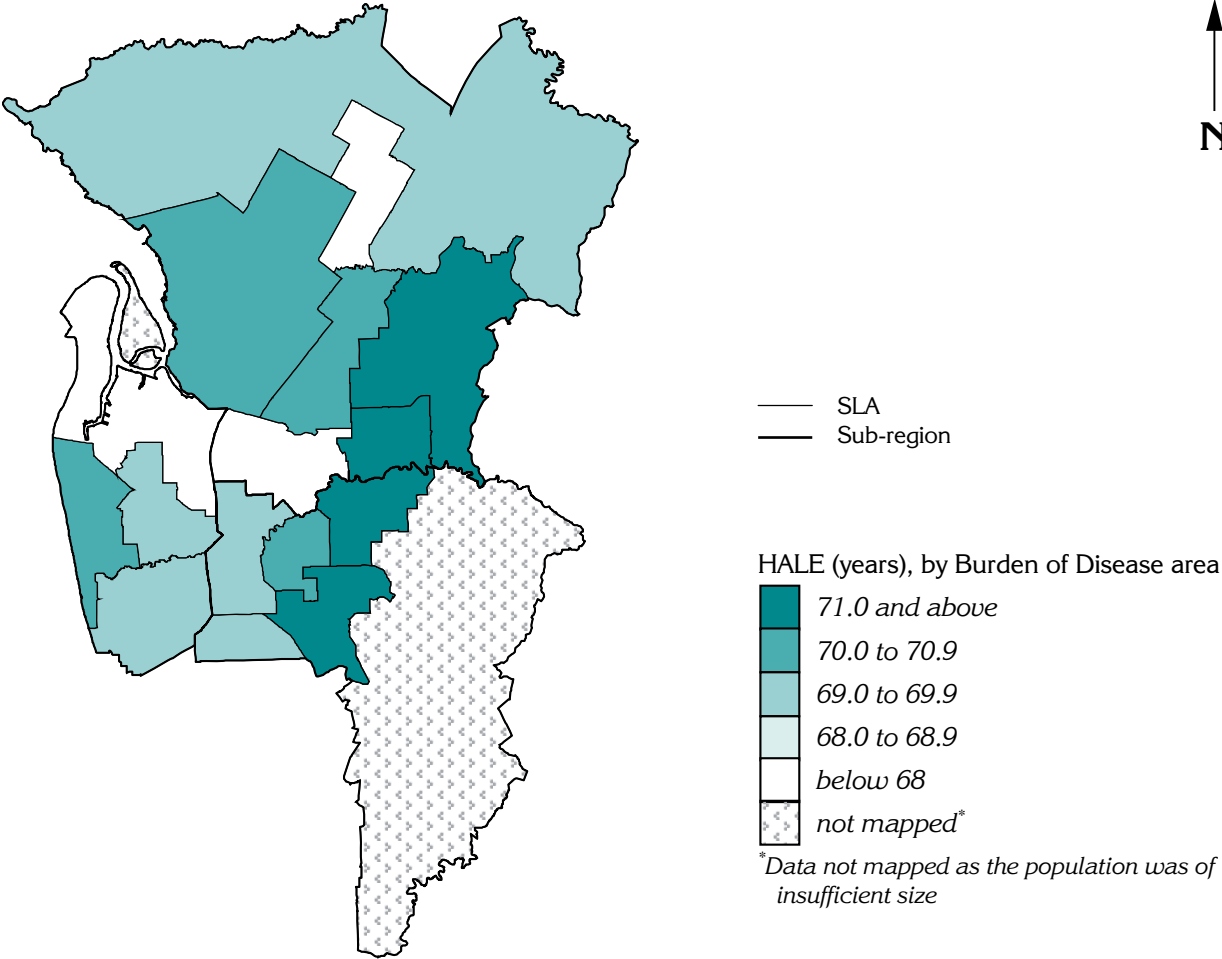 N
SLA
Sub-region
HALE (years), by Burden of Disease area
71.0 and above
70.0 to 70.9
69.0 to 69.9
68.0 to 68.9
below 68
not mapped*
*Data not mapped as the population was of
insufficient size